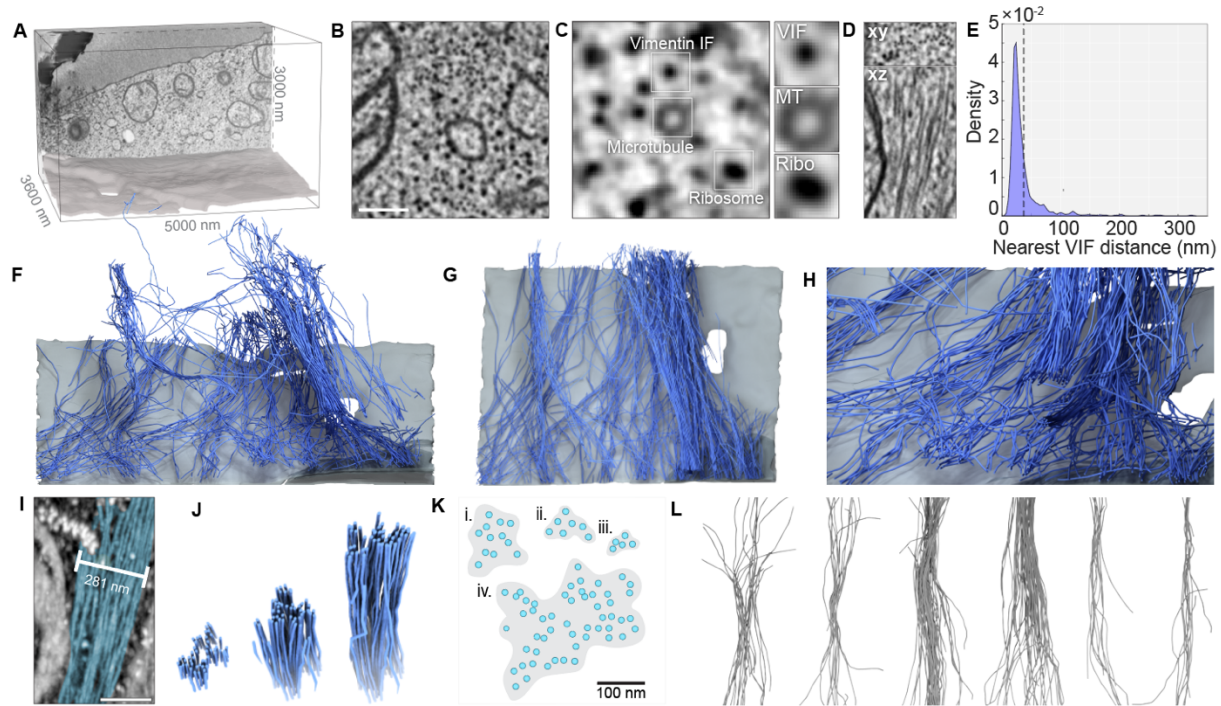 A
3000 nm
3600 nm
5000 nm
B
C
Vimentin IF
Microtubule
Ribosome
VIF
MT
Ribo
D
xy
xz
E
5 ×10⁻²
4
3
2
1
0
Density
100
200
300
Nearest VIF distance (nm)
F
G
H
I
281 nm
J
K
i.
ii.
iii.
iv.
100 nm
L